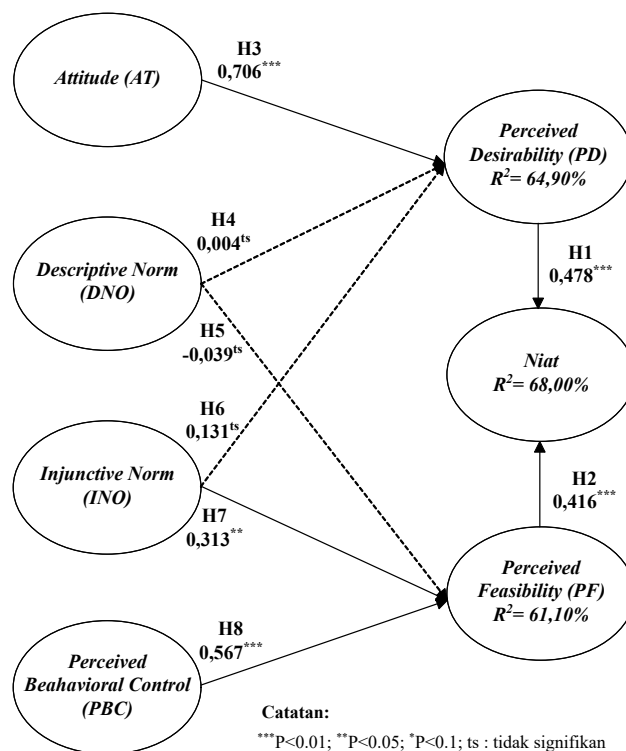 H3
0,706***
Attitude (AT)
Perceived
Desirability (PD)
R²= 64,90%
H4
0,004ts
Descriptive Norm
(DNO)
H1
0,478***
H5
-0,039ts
Niat
R²= 68,00%
H6
0,131ts
Injunctive Norm
(INO)
H7
0,313**
H2
0,416***
Perceived
Feasibility (PF)
R²= 61,10%
H8
0,567***
Perceived
Beahavioral Control
(PBC)
Catatan:
***P<0.01; **P<0.05; *P<0.1; ts : tidak signifikan